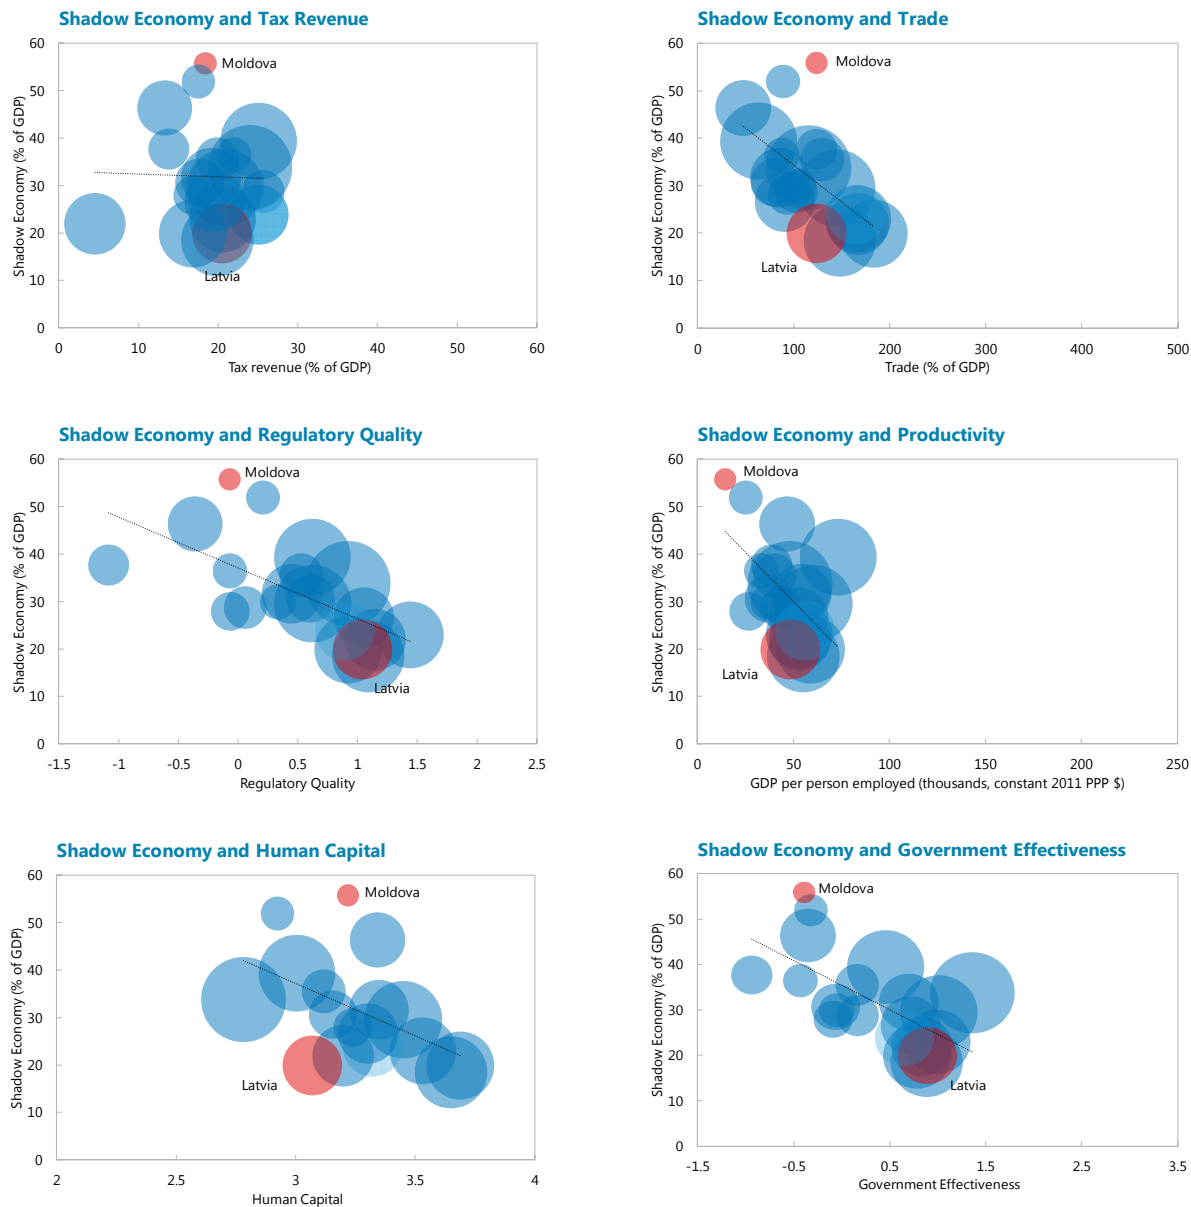 Shadow Economy and Tax Revenue
Shadow Economy (% of GDP)
60
50
40
30
20
10
0
Moldova
Latvia
0 10 20 30 40 50 60
Tax revenue (% of GDP)
Shadow Economy and Trade
Shadow Economy (% of GDP)
60
50
40
30
20
10
0
Moldova
Latvia
0 100 200 300 400 500
Trade (% of GDP)
Shadow Economy and Regulatory Quality
Shadow Economy (% of GDP)
60
50
40
30
20
10
0
Moldova
Latvia
-1.5 -1 -0.5 0 0.5 1 1.5 2 2.5
Regulatory Quality
Shadow Economy and Productivity
Shadow Economy (% of GDP)
60
50
40
30
20
10
0
Moldova
Latvia
0 50 100 150 200 250
GDP per person employed (thousands, constant 2011 PPP $)
Shadow Economy and Human Capital
Shadow Economy (% of GDP)
60
50
40
30
20
10
0
Moldova
Latvia
2 2.5 3 3.5 4
Human Capital
Shadow Economy and Government Effectiveness
Shadow Economy (% of GDP)
60
50
40
30
20
10
0
Moldova
Latvia
-1.5 -0.5 0.5 1.5 2.5 3.5
Government Effectiveness